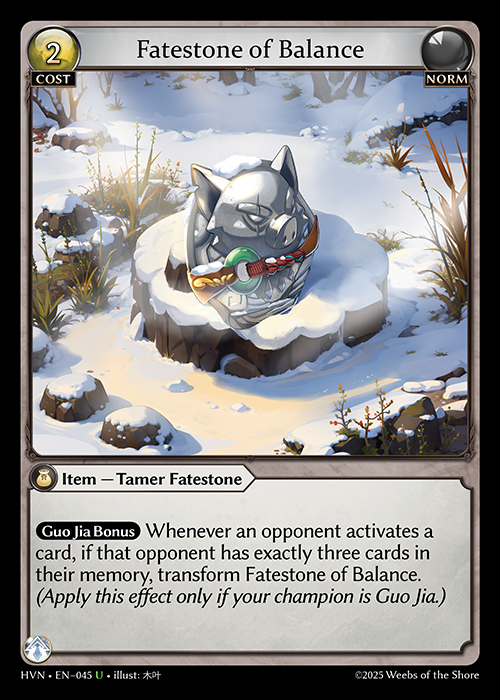 2
COST
Fatestone of Balance
NORM
Item — Tamer Fatestone
Guo Jia Bonus Whenever an opponent activates a
card, if that opponent has exactly three cards in
their memory, transform Fatestone of Balance.
(Apply this effect only if your champion is Guo Jia.)
HVN • EN-045 U • illust: 木叶
©2025 Weebs of the Shore